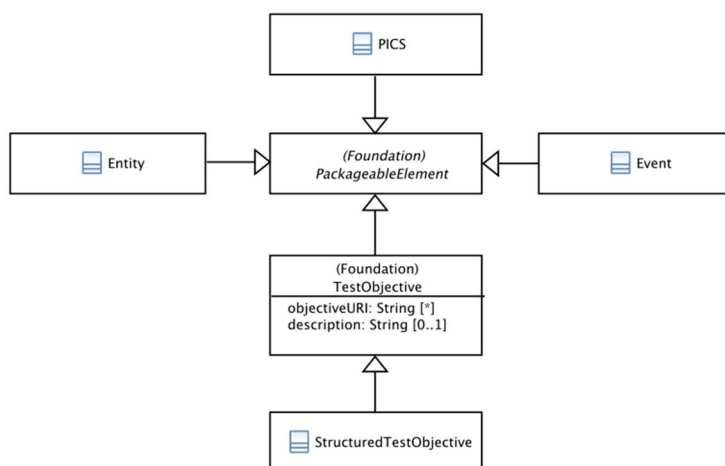 PICS
Entity
(Foundation)
PackageableElement
Event
(Foundation)
TestObjective
objectiveURI: String [*]
description: String [0..1]
StructuredTestObjective